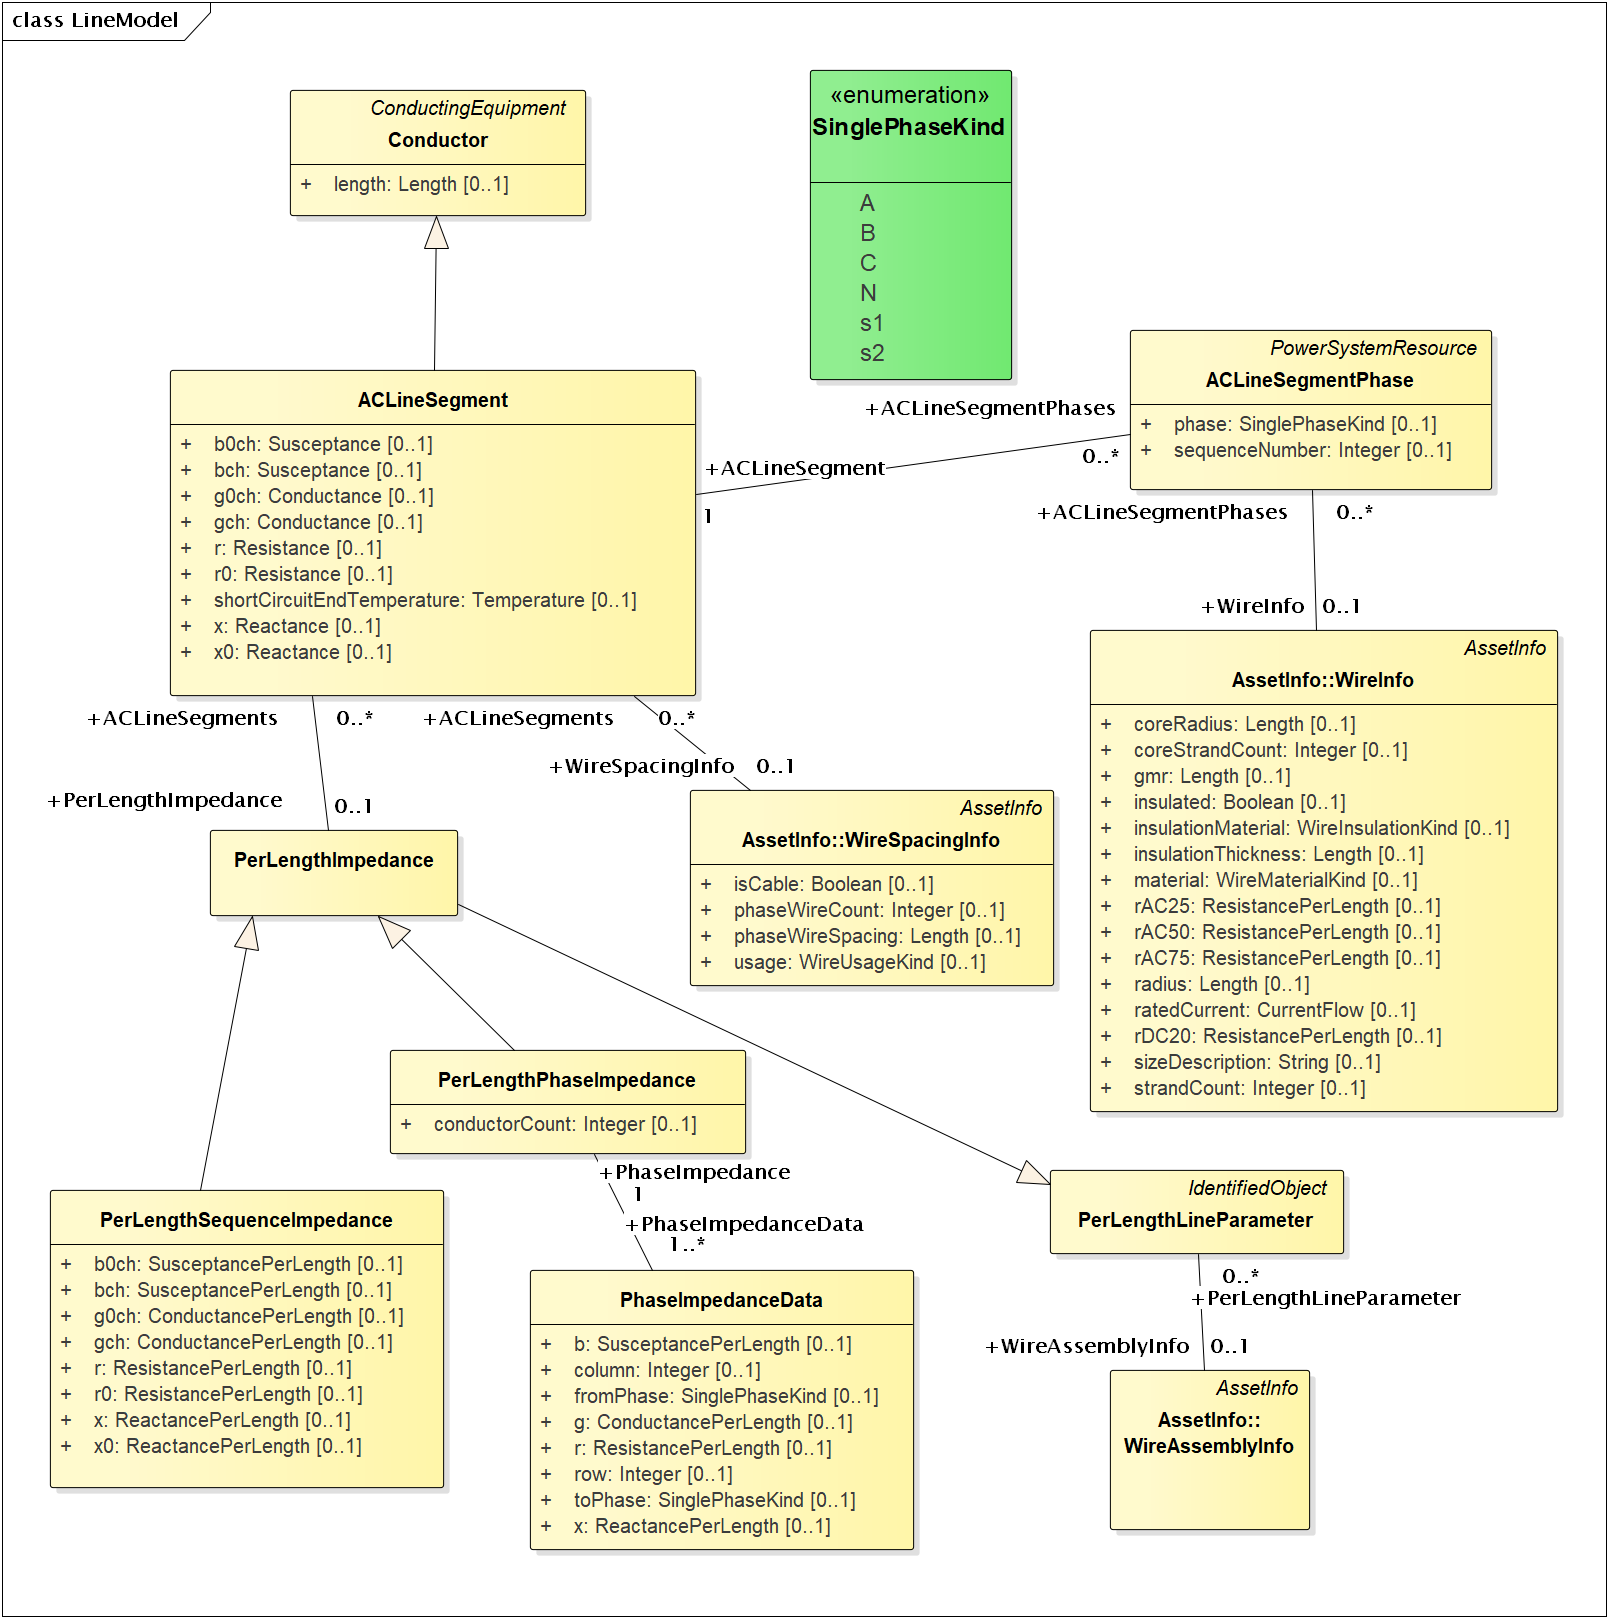 class LineModel
ConductingEquipment
Conductor
+ length: Length [0..1]
«enumeration»
SinglePhaseKind
A
B
C
N
s1
s2
ACLineSegment
+ b0ch: Susceptance [0..1]
+ bch: Susceptance [0..1]
+ g0ch: Conductance [0..1]
+ gch: Conductance [0..1]
+ r: Resistance [0..1]
+ r0: Resistance [0..1]
+ shortCircuitEndTemperature: Temperature [0..1]
+ x: Reactance [0..1]
+ x0: Reactance [0..1]
+ACLineSegmentPhases
0..*
+ACLineSegment
1
PowerSystemResource
ACLineSegmentPhase
+ phase: SinglePhaseKind [0..1]
+ sequenceNumber: Integer [0..1]
+ACLineSegmentPhases 0..*
+WireInfo 0..1
AssetInfo
AssetInfo::WireInfo
+ coreRadius: Length [0..1]
+ coreStrandCount: Integer [0..1]
+ gmr: Length [0..1]
+ insulated: Boolean [0..1]
+ insulationMaterial: WireInsulationKind [0..1]
+ insulationThickness: Length [0..1]
+ material: WireMaterialKind [0..1]
+ rAC25: ResistancePerLength [0..1]
+ rAC50: ResistancePerLength [0..1]
+ rAC75: ResistancePerLength [0..1]
+ radius: Length [0..1]
+ ratedCurrent: CurrentFlow [0..1]
+ rDC20: ResistancePerLength [0..1]
+ sizeDescription: String [0..1]
+ strandCount: Integer [0..1]
+ACLineSegments 0..*
+PerLengthImpedance 0..1
+ACLineSegments 0..*
+WireSpacingInfo 0..1
AssetInfo
AssetInfo::WireSpacingInfo
+ isCable: Boolean [0..1]
+ phaseWireCount: Integer [0..1]
+ phaseWireSpacing: Length [0..1]
+ usage: WireUsageKind [0..1]
PerLengthImpedance
PerLengthPhaseImpedance
+ conductorCount: Integer [0..1]
+PhaseImpedance
1
+PhaseImpedanceData
1..*
PerLengthSequenceImpedance
+ b0ch: SusceptancePerLength [0..1]
+ bch: SusceptancePerLength [0..1]
+ g0ch: ConductancePerLength [0..1]
+ gch: ConductancePerLength [0..1]
+ r: ResistancePerLength [0..1]
+ r0: ResistancePerLength [0..1]
+ x: ReactancePerLength [0..1]
+ x0: ReactancePerLength [0..1]
PhaseImpedanceData
+ b: SusceptancePerLength [0..1]
+ column: Integer [0..1]
+ fromPhase: SinglePhaseKind [0..1]
+ g: ConductancePerLength [0..1]
+ r: ResistancePerLength [0..1]
+ row: Integer [0..1]
+ toPhase: SinglePhaseKind [0..1]
+ x: ReactancePerLength [0..1]
IdentifiedObject
PerLengthLineParameter
0..*
+PerLengthLineParameter
+WireAssemblyInfo 0..1
AssetInfo
AssetInfo::
WireAssemblyInfo